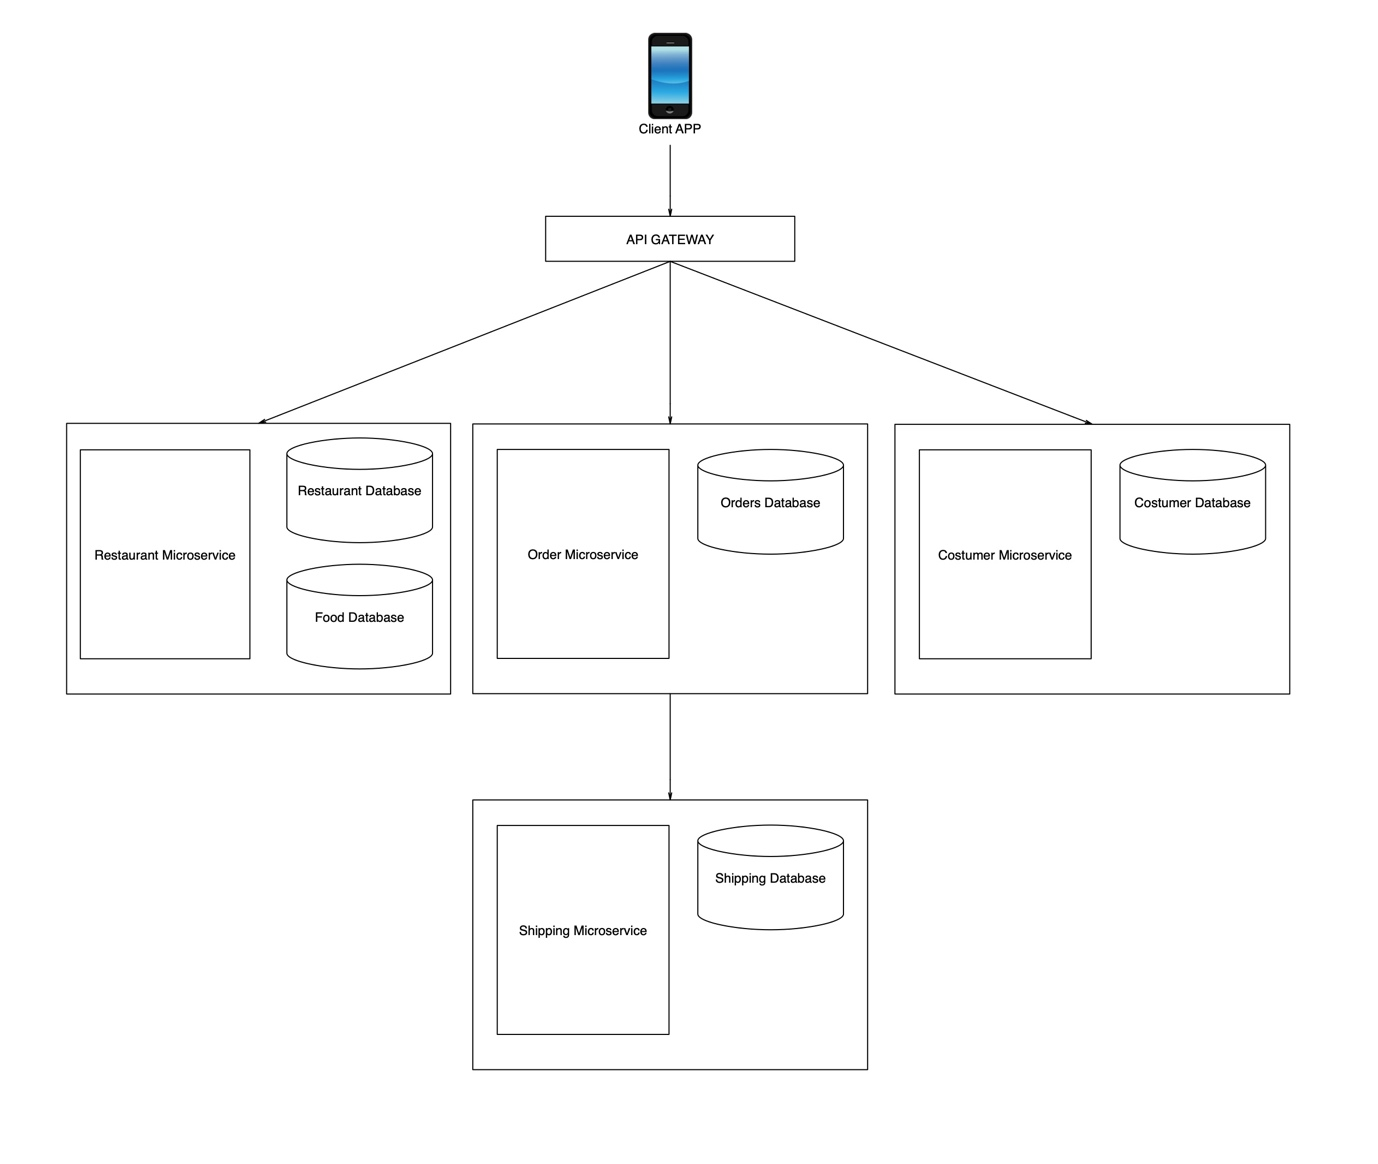 Client APP
API GATEWAY
Restaurant Microservice
Restaurant Database
Food Database
Order Microservice
Orders Database
Costumer Microservice
Costumer Database
Shipping Microservice
Shipping Database